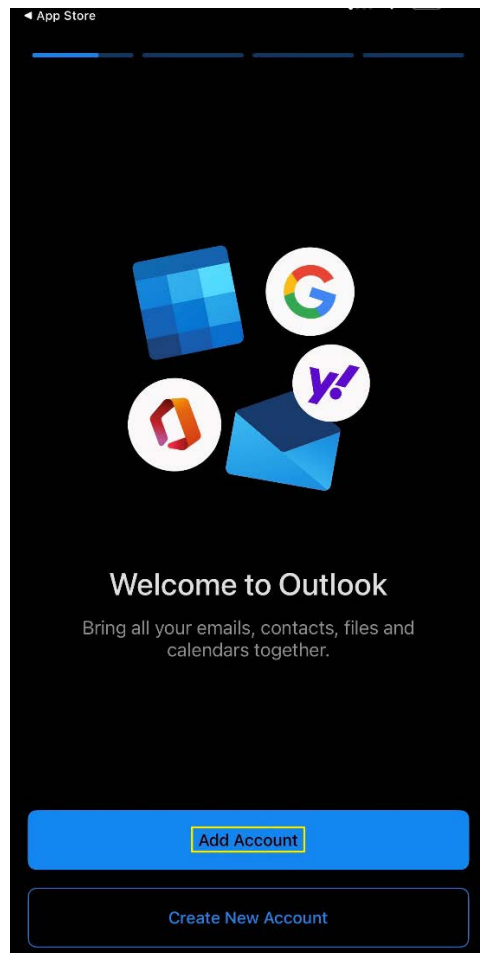 ◀ App Store
Welcome to Outlook
Bring all your emails, contacts, files and
calendars together.
Add Account
Create New Account